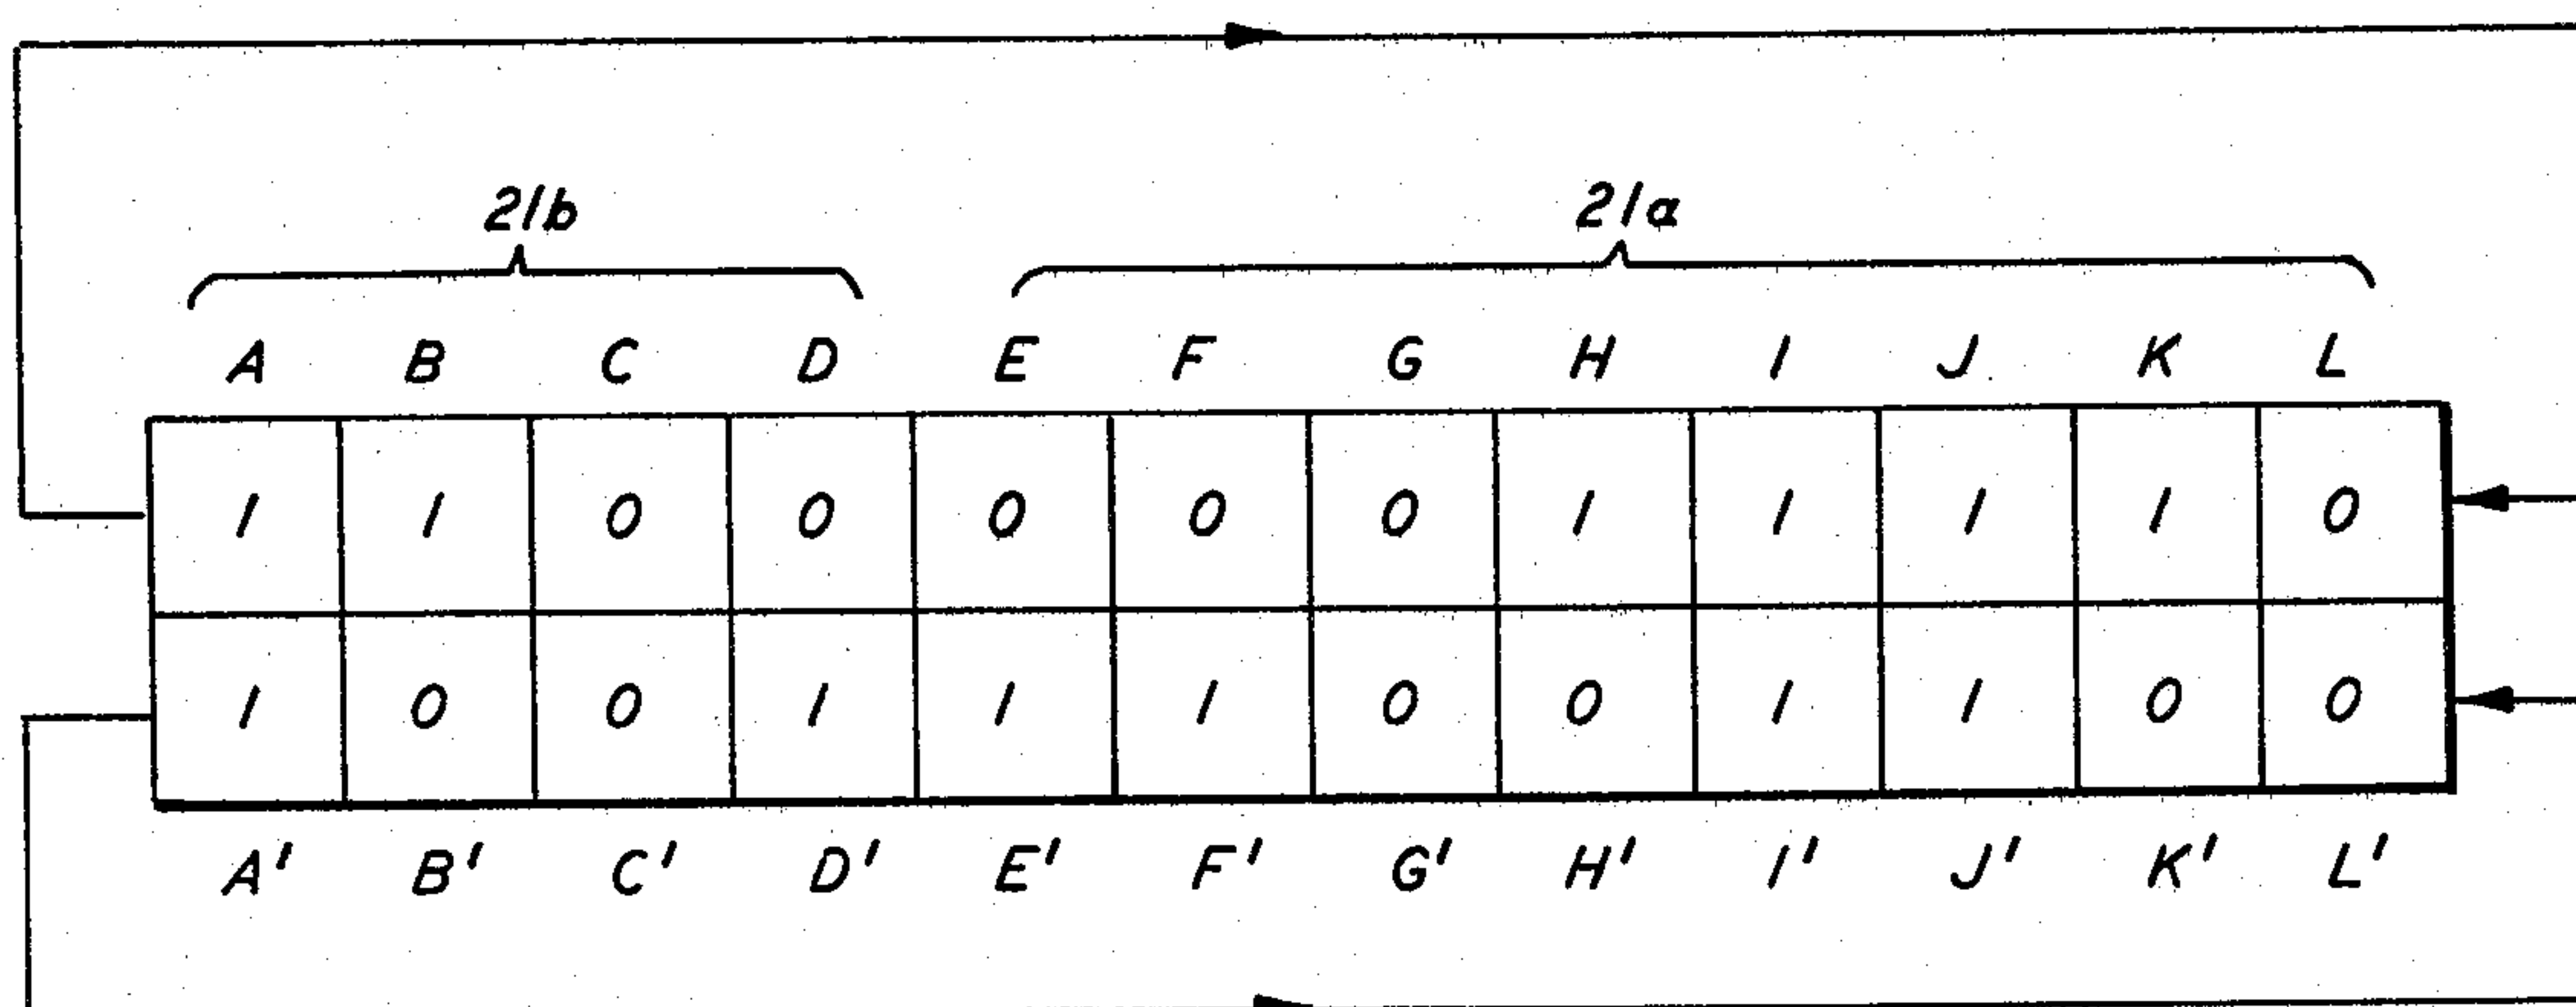 21b 21a
A B C D E F G H I J K L
1 1 0 0 0 0 0 1 1 1 1 0
1 0 0 1 1 1 0 0 1 1 0 0
A' B' C' D' E' F' G' H' I' J' K' L'